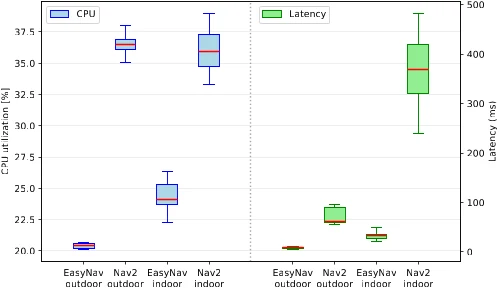 CPU
Latency
37.5
35.0
32.5
30.0
27.5
25.0
22.5
20.0
CPU utilization [%]
500
400
300
200
100
0
Latency (ms)
EasyNav outdoor
Nav2 outdoor
EasyNav indoor
Nav2 indoor
EasyNav outdoor
Nav2 outdoor
EasyNav indoor
Nav2 indoor